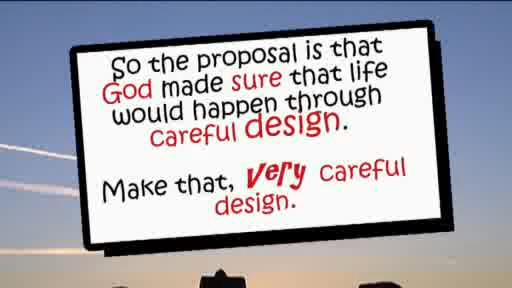 So the proposal is that
God made sure that life
would happen through
careful design.
Make that, very careful
design.